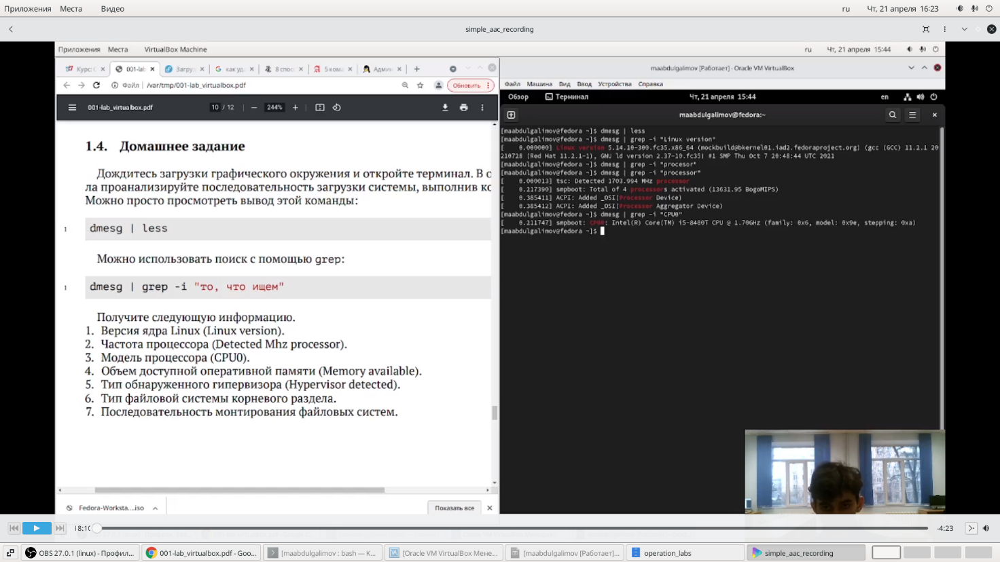 Приложения Места Видео ru Чт, 21 апреля 16:23
simple_aac_recording
Приложения Места VirtualBox Machine ru Чт, 21 апреля 15:44
Курс: С 001-lab Загруз как уд 8 спос 5 кома Админ
maabdulgalimov [Работает] - Oracle VM VirtualBox
Файл /var/tmp/001-lab_virtualbox.pdf Обновить
Файл Машина Вид Ввод Устройства Справка
Обзор Терминал Чт, 21 апреля 15:44 en
001-lab_virtualbox.pdf 10 / 12 244%
maabdulgalimov@fedora:~
1.4. Домашнее задание
Дождитесь загрузки графического окружения и откройте терминал. В о
ла проанализируйте последовательность загрузки системы, выполнив ко
Можно просто просмотреть вывод этой команды:
1 dmesg | less
Можно использовать поиск с помощью grep:
1 dmesg | grep -i "то, что ищем"
Получите следующую информацию.
1. Версия ядра Linux (Linux version).
2. Частота процессора (Detected Mhz processor).
3. Модель процессора (CPU0).
4. Объем доступной оперативной памяти (Memory available).
5. Тип обнаруженного гипервизора (Hypervisor detected).
6. Тип файловой системы корневого раздела.
7. Последовательность монтирования файловых систем.
[maabdulgalimov@fedora ~]$ dmesg | less
[maabdulgalimov@fedora ~]$ dmesg | grep -i "Linux version"
[    0.000000] Linux version 5.14.10-300.fc35.x86_64 (mockbuild@bkernel01.iad2.fedoraproject.org) (gcc (GCC) 11.2.1 20
210728 (Red Hat 11.2.1-1), GNU ld version 2.37-10.fc35) #1 SMP Thu Oct 7 20:48:44 UTC 2021
[maabdulgalimov@fedora ~]$ dmesg | grep -i "procesor"
[maabdulgalimov@fedora ~]$ dmesg | grep -i "processor"
[    0.000013] tsc: Detected 1703.994 MHz processor
[    0.217390] smpboot: Total of 4 processors activated (13631.95 BogoMIPS)
[    0.385411] ACPI: Added _OSI(Processor Device)
[    0.385412] ACPI: Added _OSI(Processor Aggregator Device)
[maabdulgalimov@fedora ~]$ dmesg | grep -i "CPU0"
[    0.211747] smpboot: CPU0: Intel(R) Core(TM) i5-8400T CPU @ 1.70GHz (family: 0x6, model: 0x9e, stepping: 0xa)
[maabdulgalimov@fedora ~]$
Fedora-Worksta....iso Показать все
18:10 -4:23
OBS 27.0.1 (linux) - Профил... 001-lab_virtualbox.pdf - Goo... [maabdulgalimov : bash — K... [Oracle VM VirtualBox Мене... [maabdulgalimov [Работает]... operation_labs simple_aac_recording